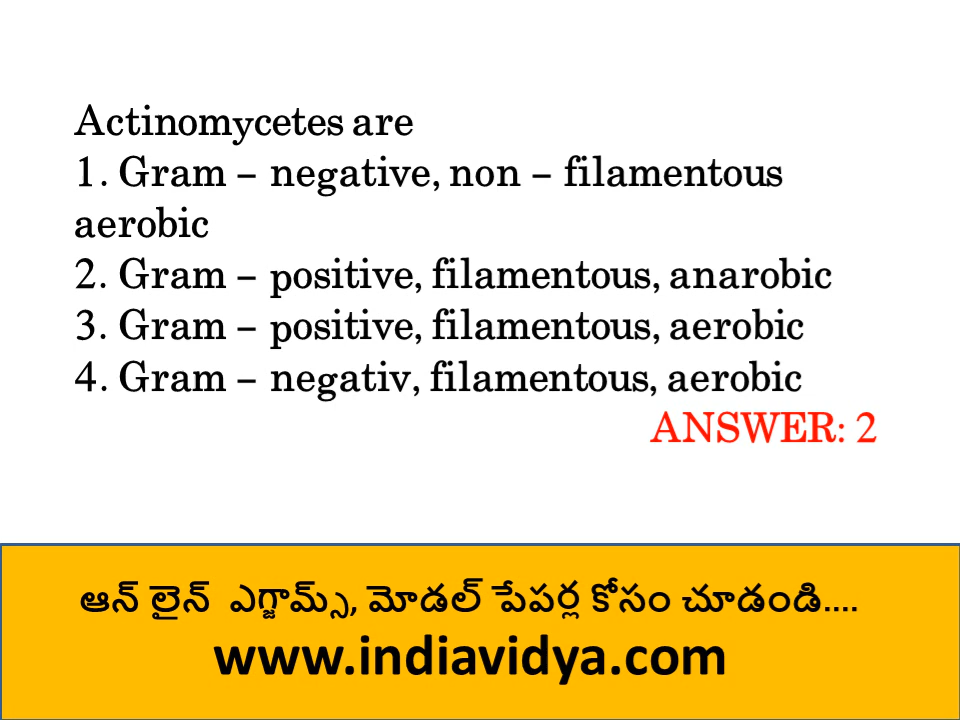 Actinomycetes are
1. Gram – negative, non – filamentous
aerobic
2. Gram – positive, filamentous, anarobic
3. Gram – positive, filamentous, aerobic
4. Gram – negativ, filamentous, aerobic
ANSWER: 2
ఆన్ లైన్ ఎగ్జామ్స్, మోడల్ పేపర్ల కోసం చూడండి....
www.indiavidya.com